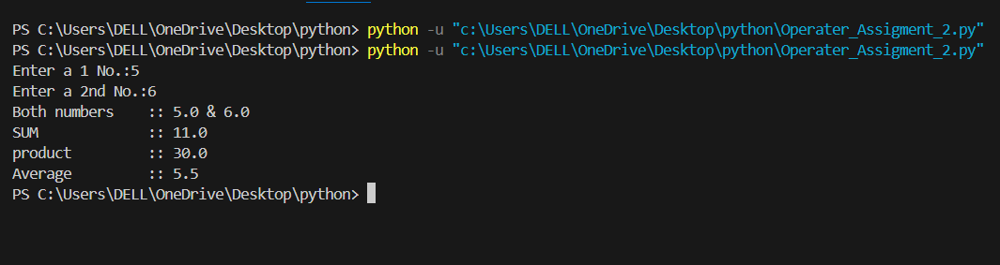 PS C:\Users\DELL\OneDrive\Desktop\python> python -u "c:\Users\DELL\OneDrive\Desktop\python\Operater_Assigment_2.py"
PS C:\Users\DELL\OneDrive\Desktop\python> python -u "c:\Users\DELL\OneDrive\Desktop\python\Operater_Assigment_2.py"
Enter a 1 No.:5
Enter a 2nd No.:6
Both numbers    :: 5.0 & 6.0
SUM             :: 11.0
product         :: 30.0
Average         :: 5.5
PS C:\Users\DELL\OneDrive\Desktop\python>